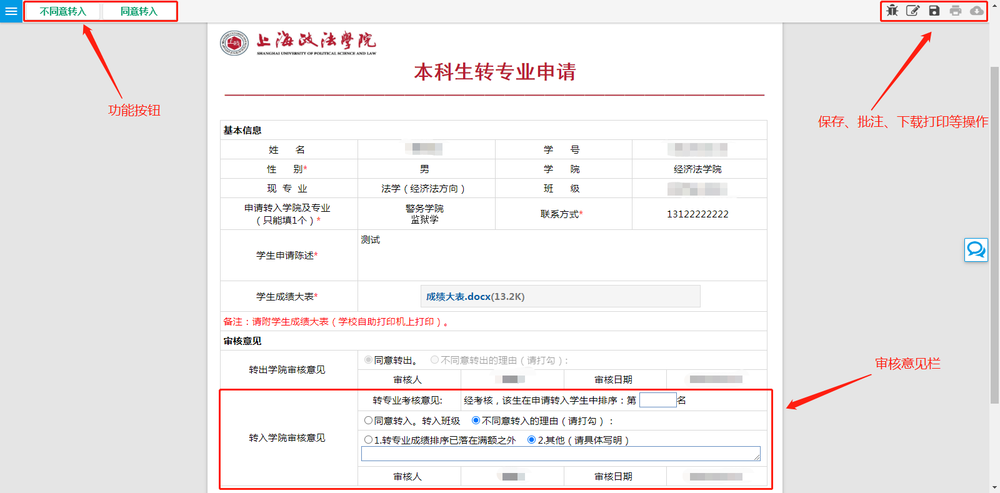 不同意转入 同意转入
上海政法學院
SHANGHAI UNIVERSITY OF POLITICAL SCIENCE AND LAW
本科生转专业申请
功能按钮
保存、批注、下载打印等操作
基本信息
姓 名 学 号
性 别* 男 学 院 经济法学院
现 专 业 法学（经济法方向） 班 级
申请转入学院及专业
（只能填1个）*
警务学院
监狱学
联系方式* 13122222222
学生申请陈述* 测试
学生成绩大表* 成绩大表.docx(13.2K)
备注：请附学生成绩大表（学校自助打印机上打印）。
审核意见
转出学院审核意见
同意转出。 不同意转出的理由（请打勾）:
审核人 审核日期
审核意见栏
转入学院审核意见
转专业考核意见: 经考核，该生在申请转入学生中排序：第 名
同意转入。转入班级 不同意转入的理由（请打勾）：
1.转专业成绩排序已落在满额之外 2.其他（请具体写明）
审核人 审核日期